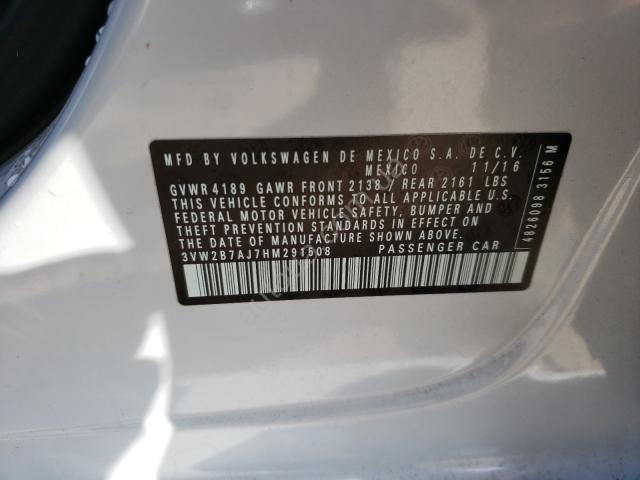 MFD BY VOLKSWAGEN DE MEXICO S.A. DE C.V.
MEXICO 11/16
GVWR 4189 GAWR FRONT 2138 REAR 2161 LBS
THIS VEHICLE CONFORMS TO ALL APPLICABLE U.S.
FEDERAL MOTOR VEHICLE SAFETY, BUMPER AND
THEFT PREVENTION STANDARDS IN EFFECT ON
THE DATE OF MANUFACTURE SHOWN ABOVE.
3VW2B7AJ7HM291508 PASSENGER CAR
4828098 3156 M